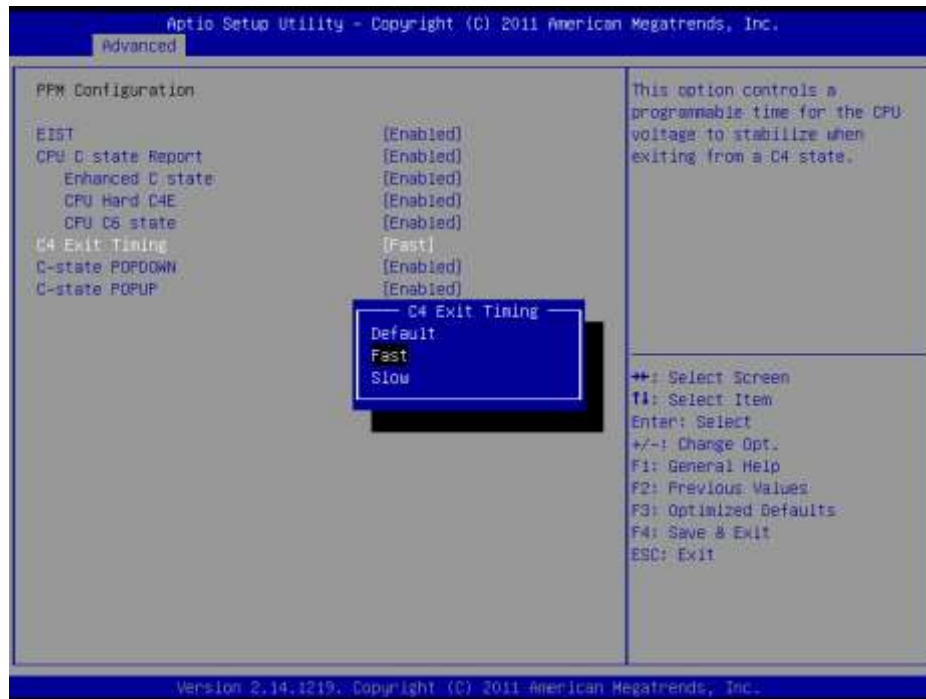 Aptio Setup Utility - Copyright (C) 2011 American Megatrends, Inc.
Advanced
PPM Configuration
EIST [Enabled]
CPU C state Report [Enabled]
Enhanced C state [Enabled]
CPU Hard C4E [Enabled]
CPU C6 state [Enabled]
C4 Exit Timing [Fast]
C-state POPDOWN [Enabled]
C-state POPUP [Enabled]
C4 Exit Timing
Default
Fast
Slow
This option controls a
programmable time for the CPU
voltage to stabilize when
exiting from a C4 state.
→←: Select Screen
↑↓: Select Item
Enter: Select
+/-: Change Opt.
F1: General Help
F2: Previous Values
F3: Optimized Defaults
F4: Save & Exit
ESC: Exit
Version 2.14.1219. Copyright (C) 2011 American Megatrends, Inc.